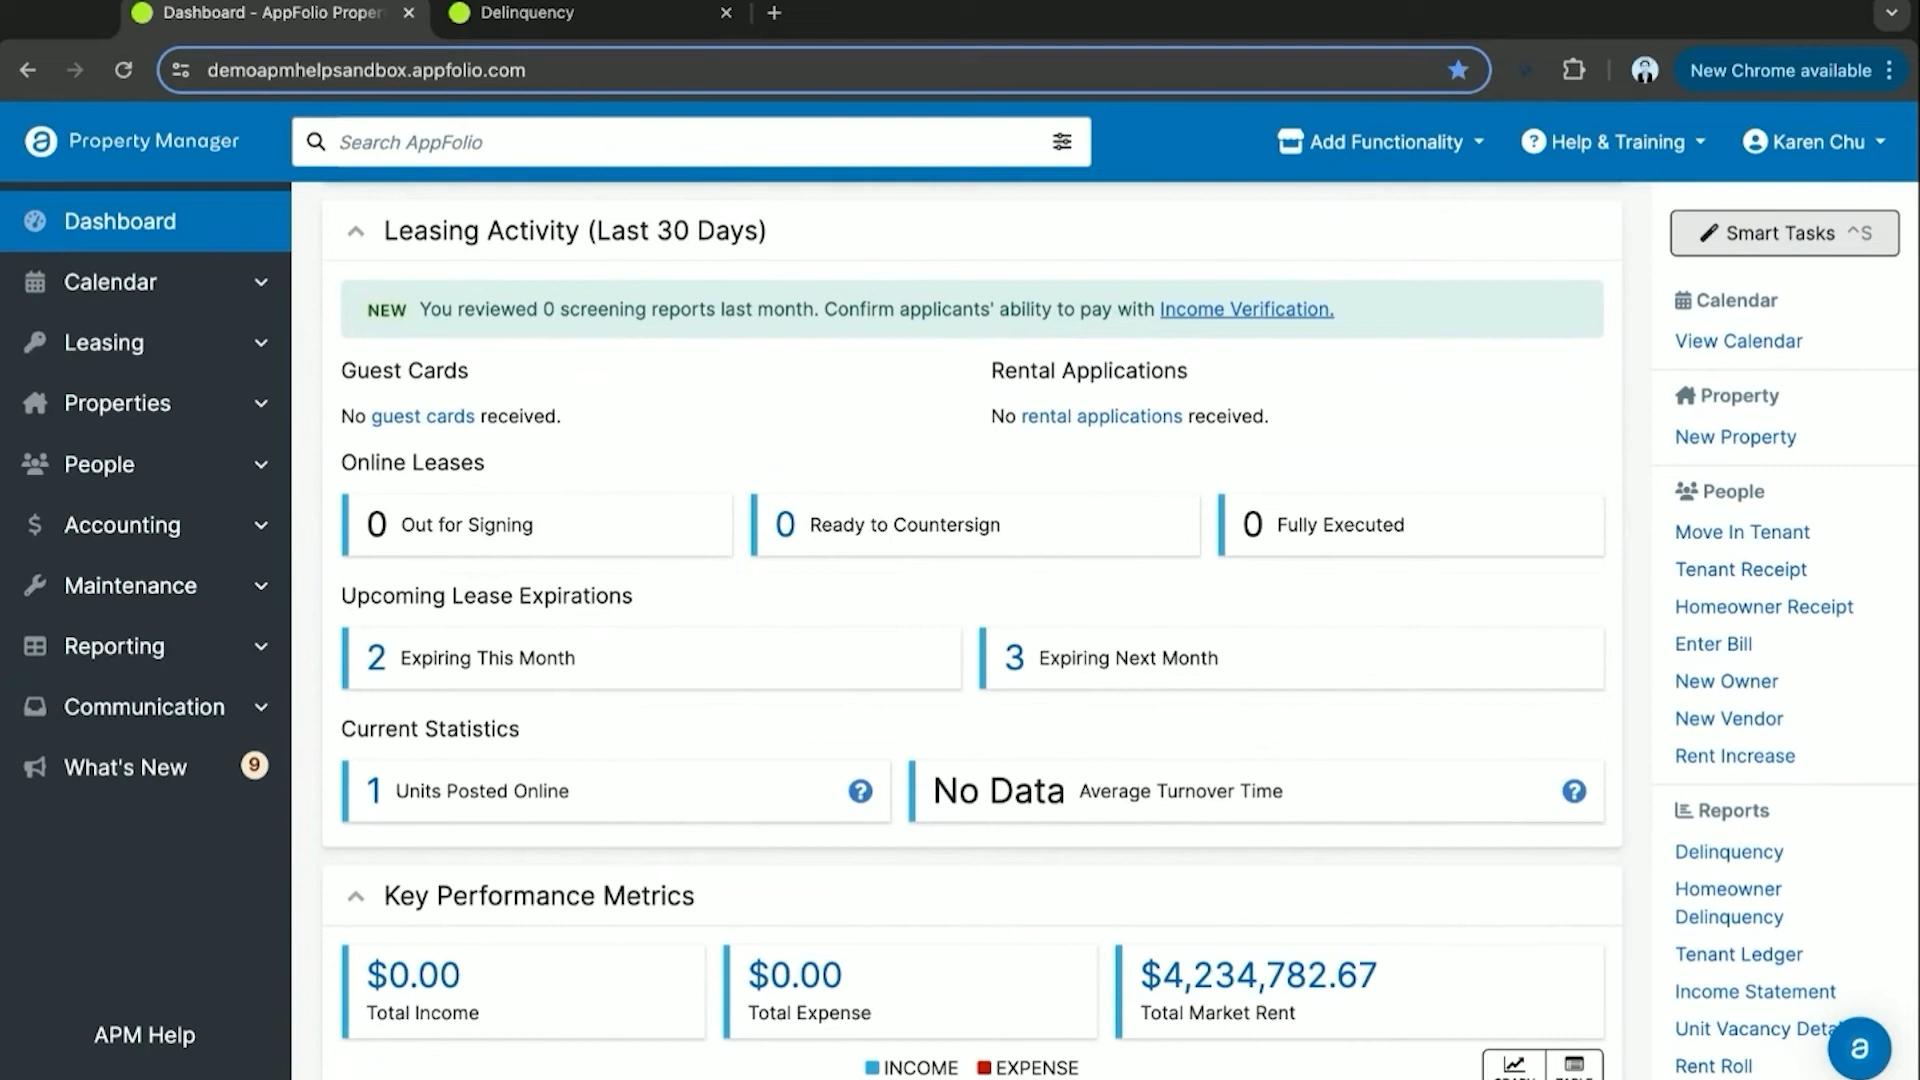 Dashboard - AppFolio Proper
Delinquency
demoapmhelpsandbox.appfolio.com
New Chrome available
a Property Manager
Search AppFolio
Add Functionality
? Help & Training
Karen Chu
Dashboard
Calendar
Leasing
Properties
People
$ Accounting
Maintenance
Reporting
Communication
What's New 9
APM Help
Leasing Activity (Last 30 Days)
NEW You reviewed 0 screening reports last month. Confirm applicants' ability to pay with Income Verification.
Guest Cards
No guest cards received.
Rental Applications
No rental applications received.
Online Leases
0 Out for Signing
0 Ready to Countersign
0 Fully Executed
Upcoming Lease Expirations
2 Expiring This Month
3 Expiring Next Month
Current Statistics
1 Units Posted Online ?
No Data Average Turnover Time ?
Key Performance Metrics
$0.00
Total Income
$0.00
Total Expense
$4,234,782.67
Total Market Rent
INCOME EXPENSE
Smart Tasks ^S
Calendar
View Calendar
Property
New Property
People
Move In Tenant
Tenant Receipt
Homeowner Receipt
Enter Bill
New Owner
New Vendor
Rent Increase
Reports
Delinquency
Homeowner
Delinquency
Tenant Ledger
Income Statement
Unit Vacancy Deta
Rent Roll
a